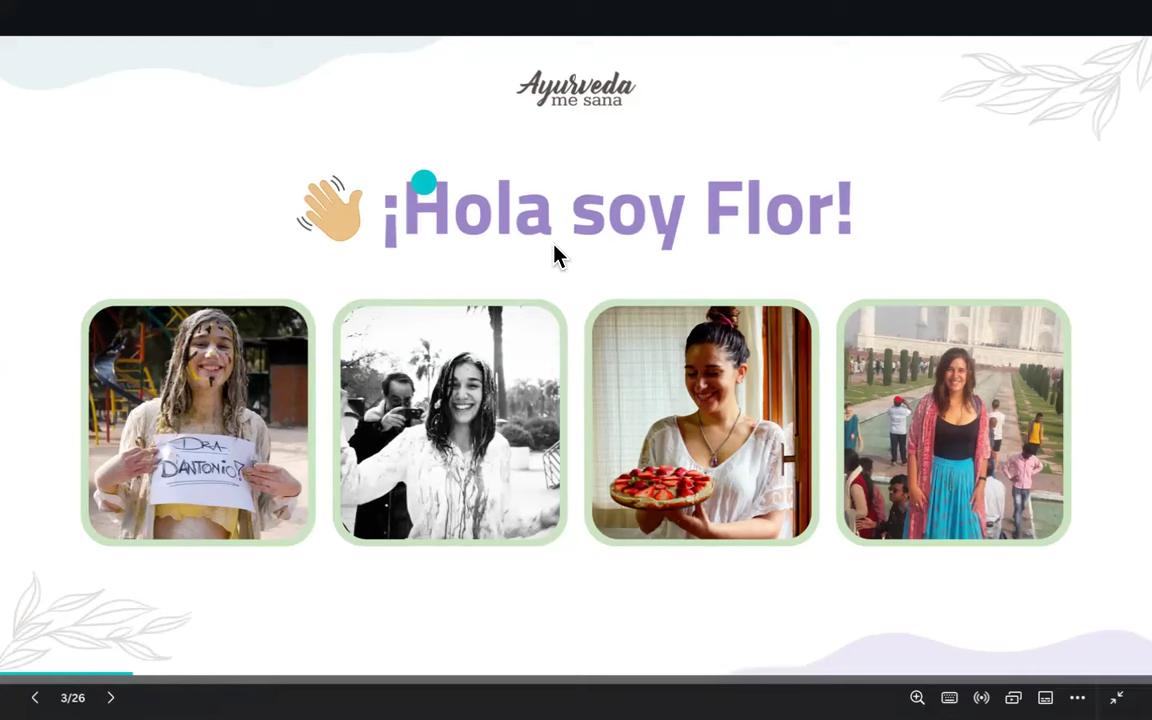 Ayurveda
me sana
¡Hola soy Flor!
DRA
D'ANTONIO?
3/26